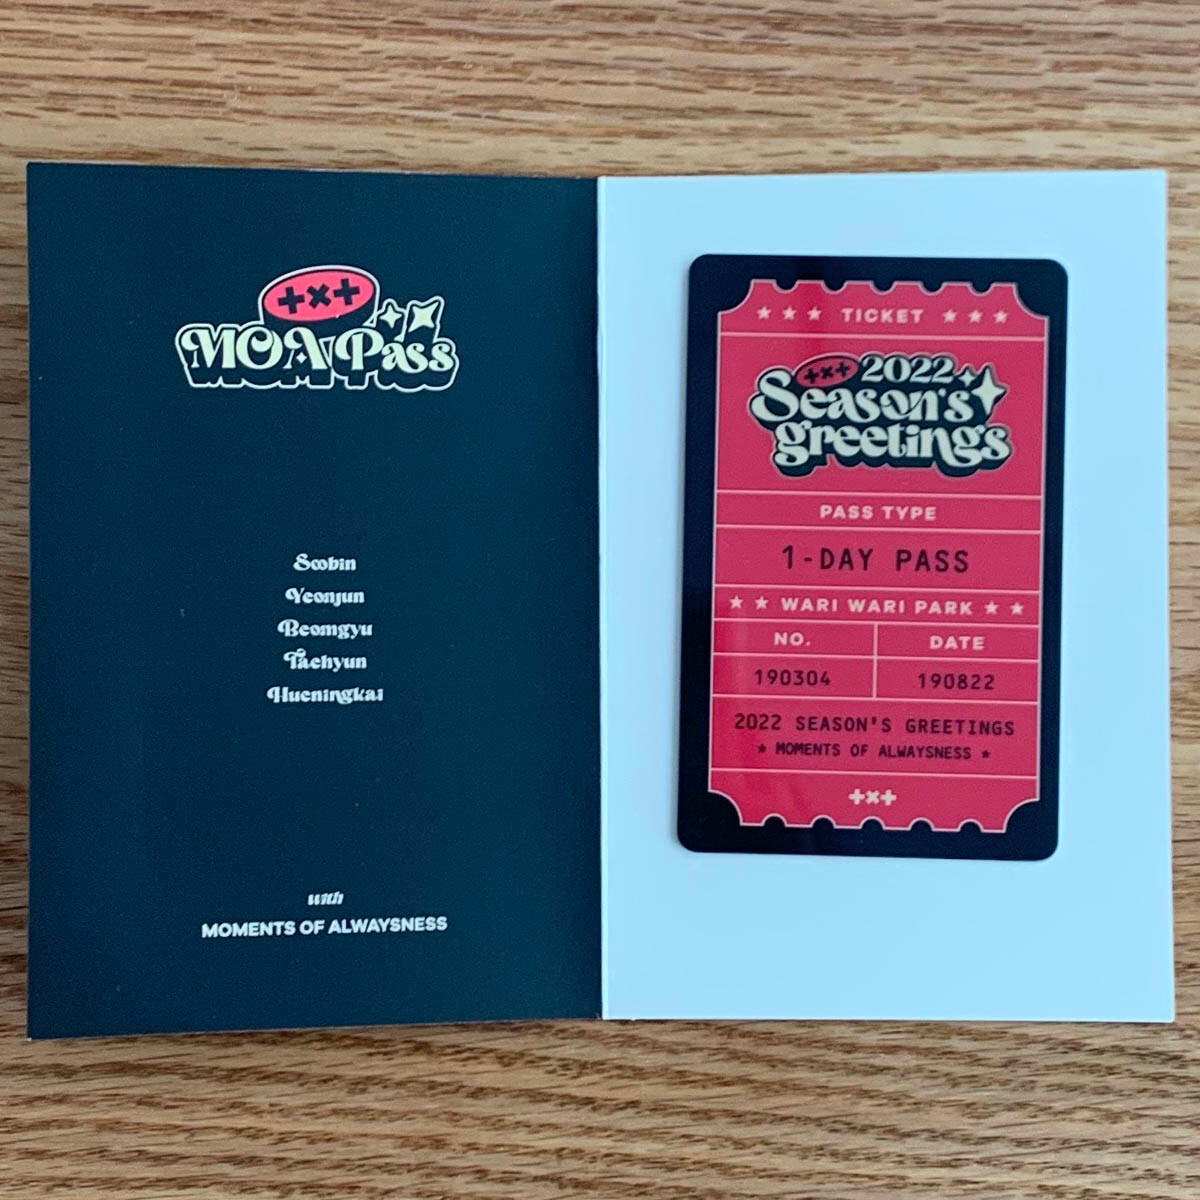 +×+
MOA Pass
Soobin
Yeonjun
Beomgyu
Taehyun
Hueningkai
with
MOMENTS OF ALWAYSNESS
★ ★ ★ TICKET ★ ★ ★
+×+ 2022
Season's
greetings
PASS TYPE
1-DAY PASS
★ ★ WARI WARI PARK ★ ★
NO. DATE
190304 190822
2022 SEASON'S GREETINGS
★ MOMENTS OF ALWAYSNESS ★
+×+